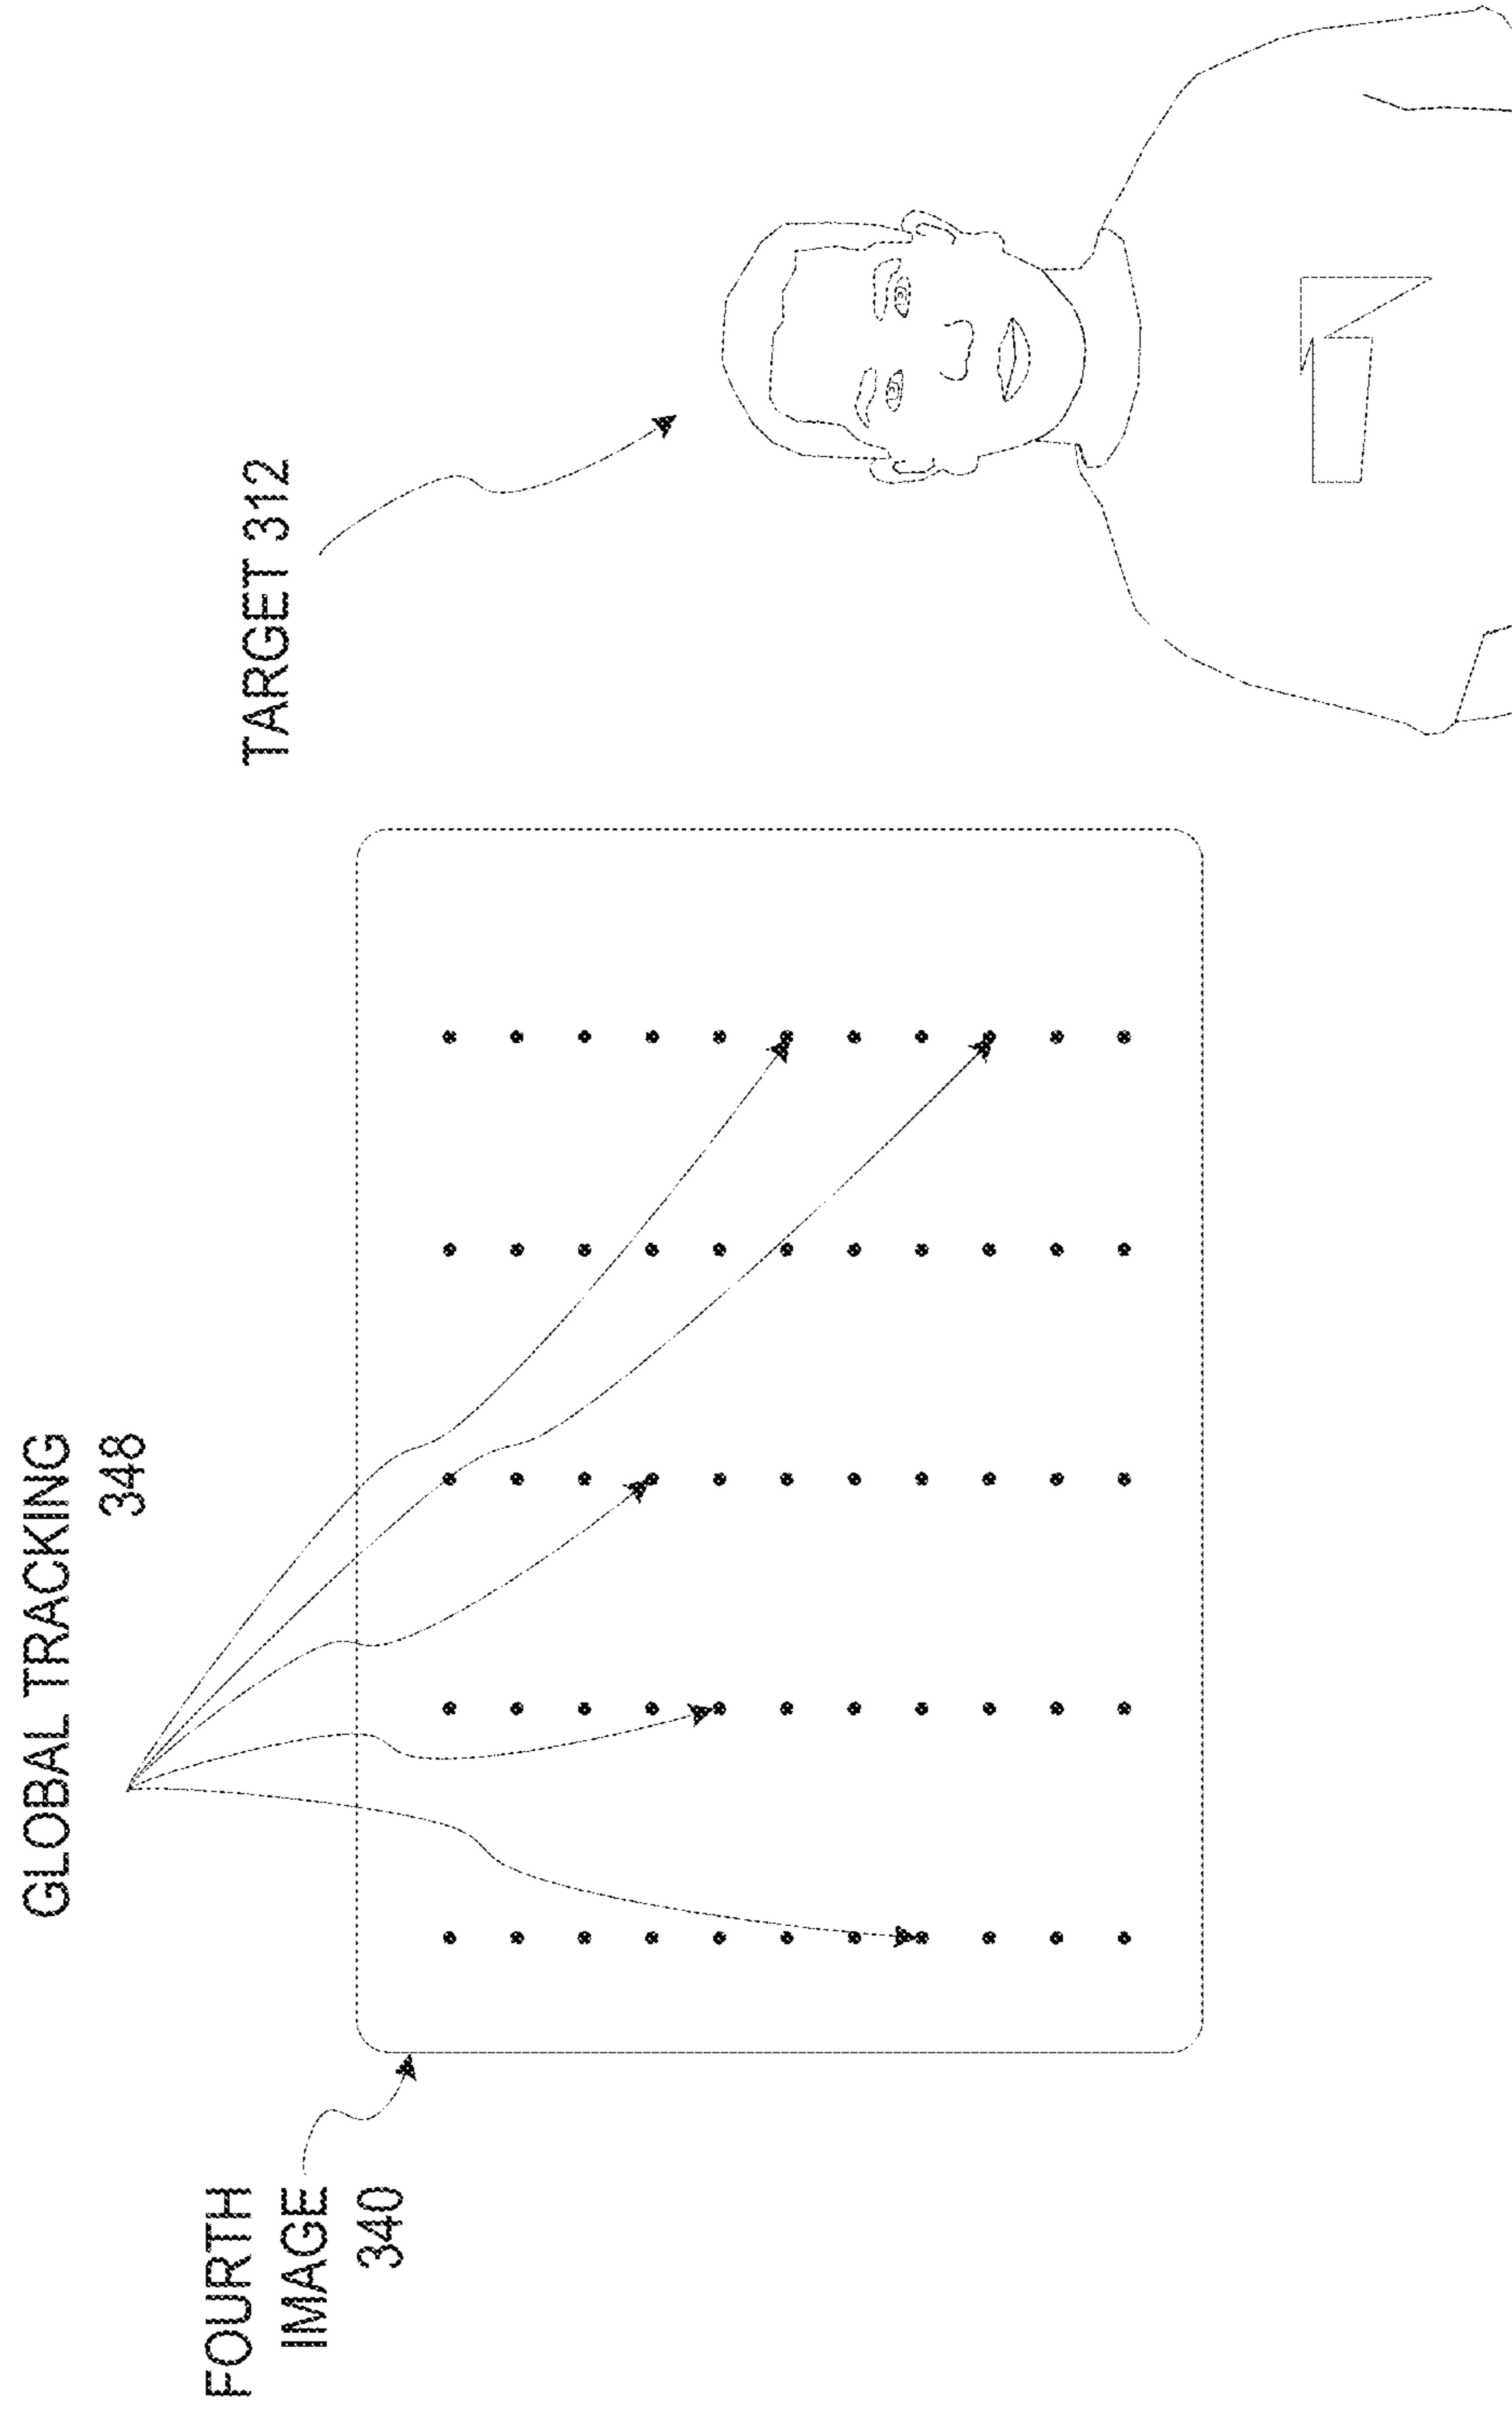 GLOBAL TRACKING
348
FOURTH
IMAGE
340
TARGET 312